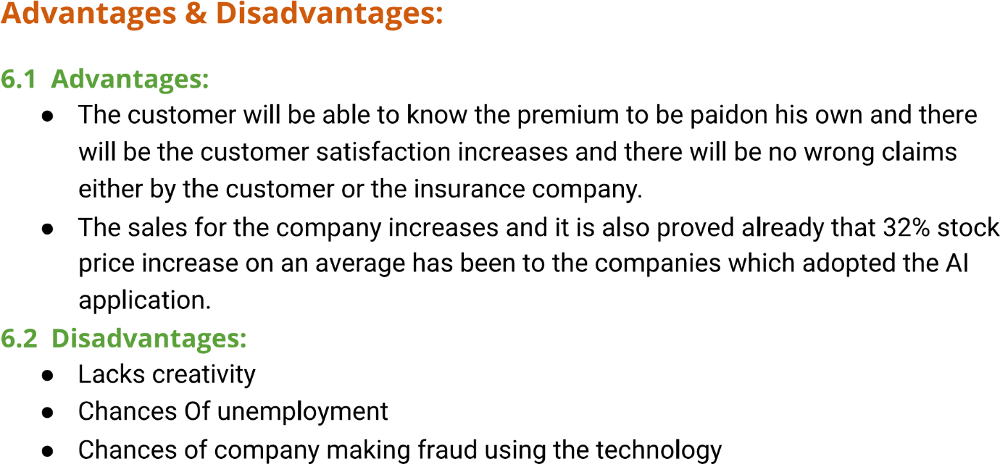 Advantages & Disadvantages:
6.1 Advantages:
● The customer will be able to know the premium to be paidon his own and there
will be the customer satisfaction increases and there will be no wrong claims
either by the customer or the insurance company.
● The sales for the company increases and it is also proved already that 32% stock
price increase on an average has been to the companies which adopted the AI
application.
6.2 Disadvantages:
● Lacks creativity
● Chances Of unemployment
● Chances of company making fraud using the technology